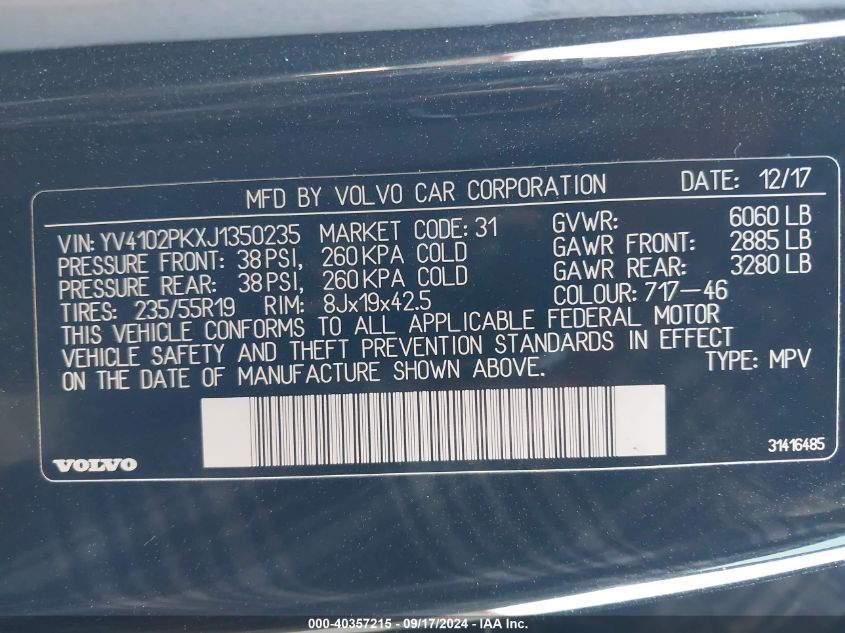 MFD BY VOLVO CAR CORPORATION DATE: 12/17
VIN: YV4102PKXJ1350235 MARKET CODE: 31 GVWR: 6060 LB
PRESSURE FRONT: 38 PSI, 260 KPA COLD GAWR FRONT: 2885 LB
PRESSURE REAR: 38 PSI, 260 KPA COLD GAWR REAR: 3280 LB
TIRES: 235/55R19 RIM: 8Jx19x42.5 COLOUR: 717-46
THIS VEHICLE CONFORMS TO ALL APPLICABLE FEDERAL MOTOR
VEHICLE SAFETY AND THEFT PREVENTION STANDARDS IN EFFECT
ON THE DATE OF MANUFACTURE SHOWN ABOVE. TYPE: MPV
VOLVO 31416485
000-40357215 - 09/17/2024 - IAA Inc.